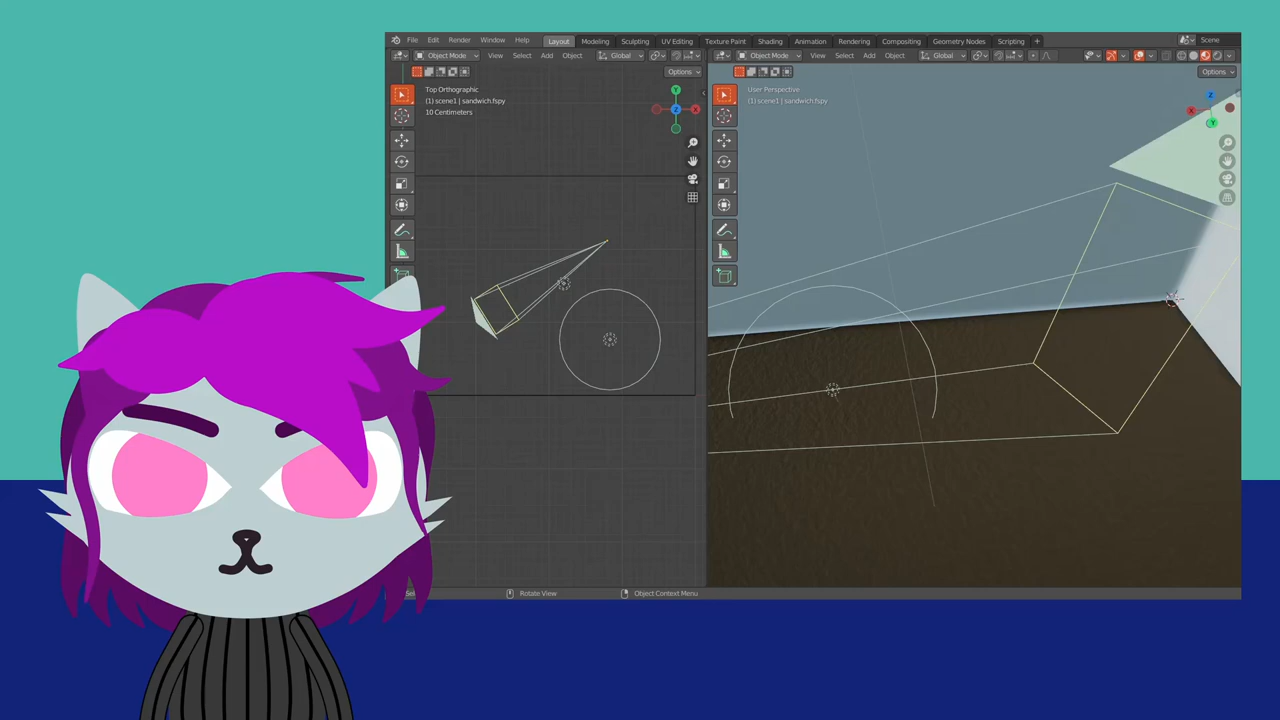 File Edit Render Window Help Layout Modeling Sculpting UV Editing Texture Paint Shading Animation Rendering Compositing Geometry Nodes Scripting + Scene
Object Mode View Select Add Object Global
Object Mode View Select Add Object Global
Options
Options
Top Orthographic
(1) scene1 | sandwich.fspy
10 Centimeters
Y
Z
X
User Perspective
(1) scene1 | sandwich.fspy
Z
X
Y
Rotate View
Object Context Menu